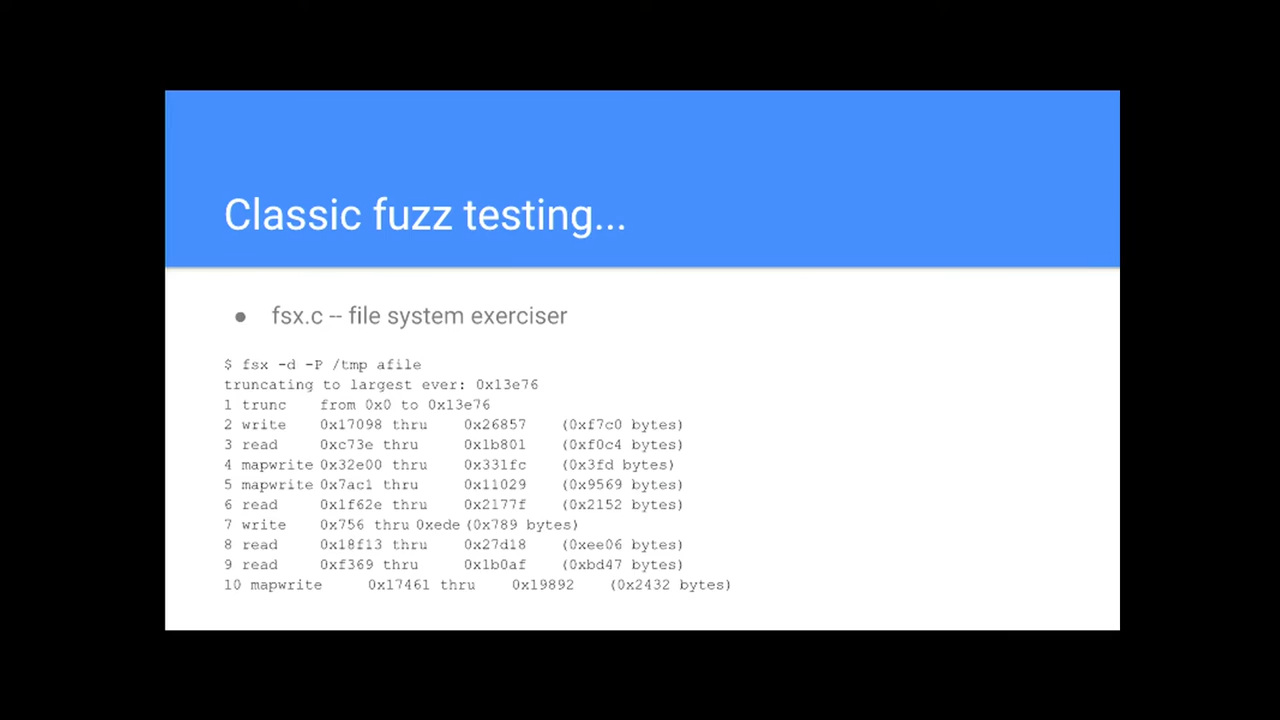 Classic fuzz testing...
● fsx.c -- file system exerciser
$ fsx -d -P /tmp afile
truncating to largest ever: 0x13e76
1 trunc from 0x0 to 0x13e76
2 write 0x17098 thru 0x26857 (0xf7c0 bytes)
3 read 0xc73e thru 0x1b801 (0xf0c4 bytes)
4 mapwrite 0x32e00 thru 0x331fc (0x3fd bytes)
5 mapwrite 0x7ac1 thru 0x11029 (0x9569 bytes)
6 read 0x1f62e thru 0x2177f (0x2152 bytes)
7 write 0x756 thru 0xede (0x789 bytes)
8 read 0x18f13 thru 0x27d18 (0xee06 bytes)
9 read 0xf369 thru 0x1b0af (0xbd47 bytes)
10 mapwrite 0x17461 thru 0x19892 (0x2432 bytes)